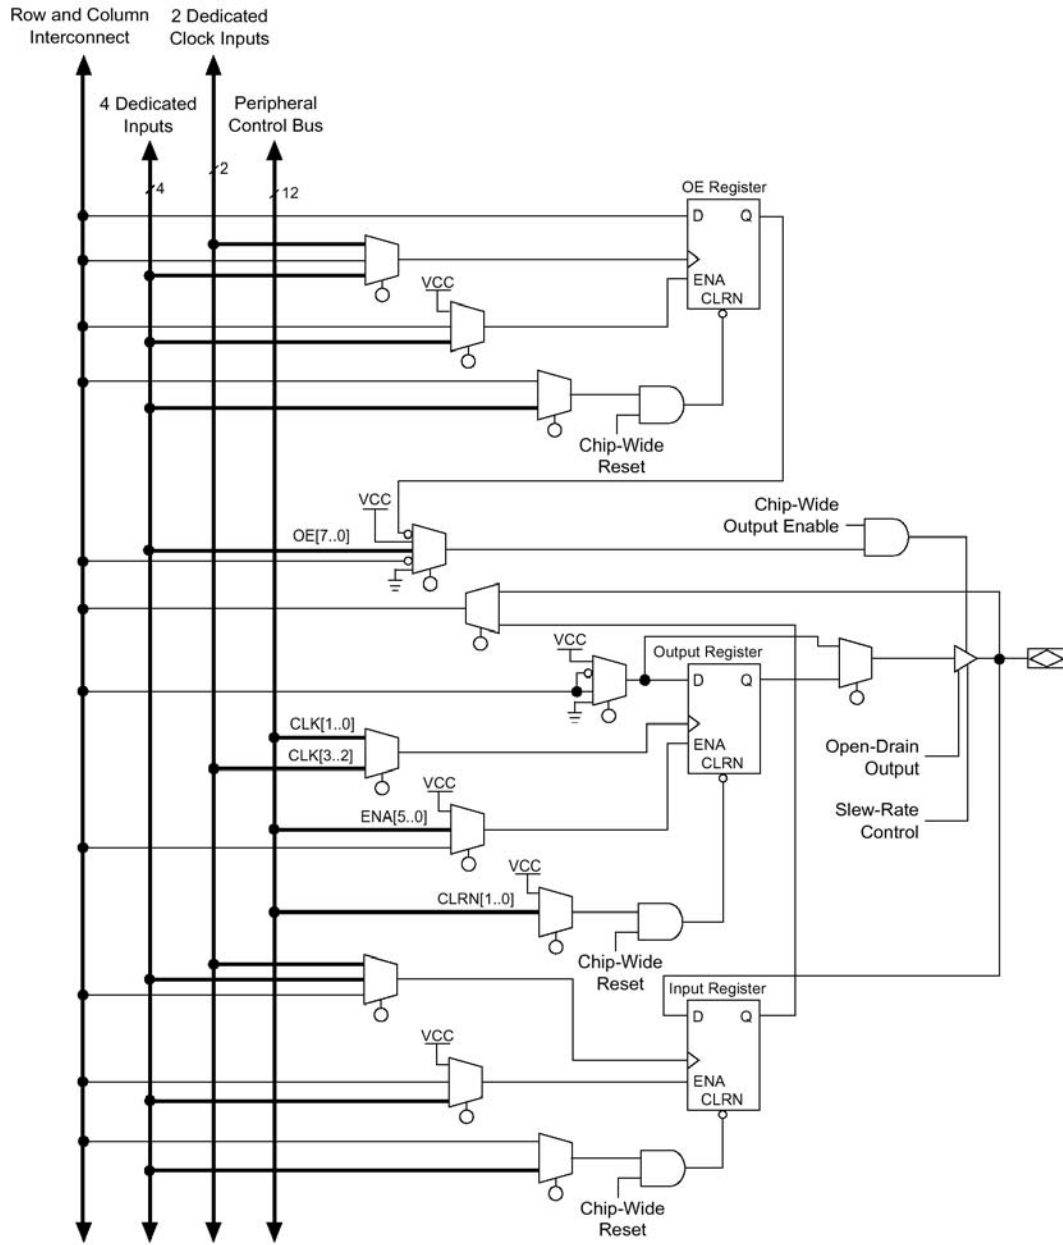 Row and Column
Interconnect
2 Dedicated
Clock Inputs
4 Dedicated
Inputs
Peripheral
Control Bus
2
4
12
OE Register
D Q
ENA
CLRN
VCC
Chip-Wide
Reset
VCC
OE[7..0]
Chip-Wide
Output Enable
VCC
Output Register
D Q
ENA
CLRN
CLK[1..0]
CLK[3..2]
Open-Drain
Output
VCC
ENA[5..0]
Slew-Rate
Control
VCC
CLRN[1..0]
Chip-Wide
Reset
Input Register
D Q
ENA
CLRN
VCC
Chip-Wide
Reset